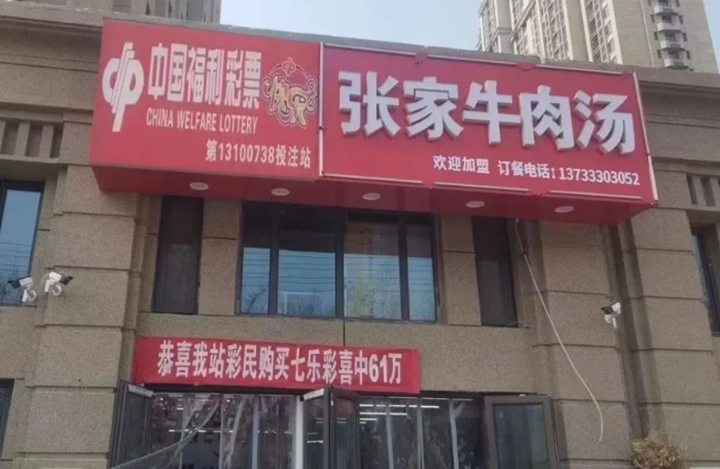 中国福利彩票
CHINA WELFARE LOTTERY
快乐
第13100738投注站
张家牛肉汤
欢迎加盟 订餐电话:13733303052
恭喜我站彩民购买七乐彩喜中61万